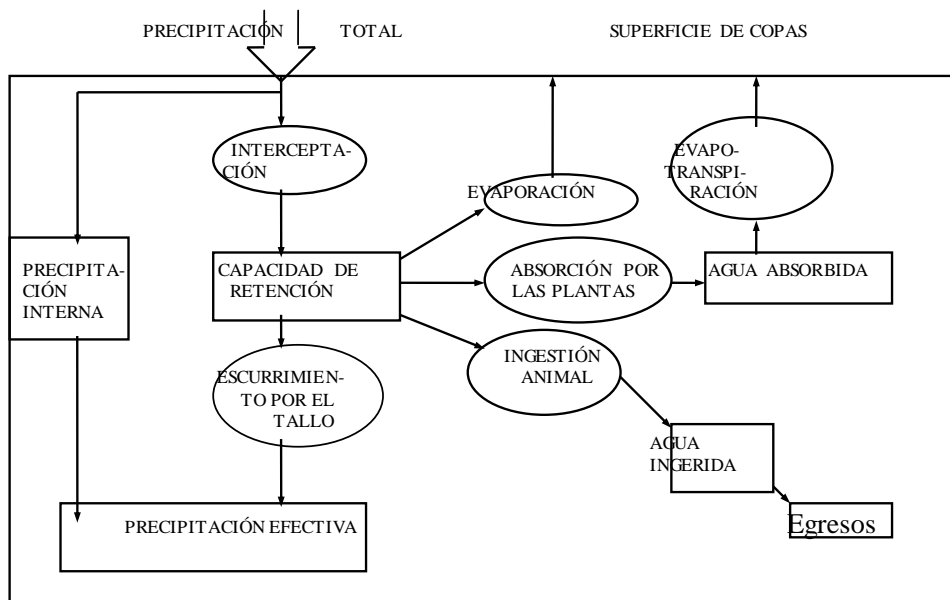 PRECIPITACIÓN TOTAL
SUPERFICIE DE COPAS
INTERCEPTA-
CIÓN
EVAPORACIÓN
EVAPO-
TRANSPI-
RACIÓN
PRECIPITA-
CIÓN
INTERNA
CAPACIDAD DE
RETENCIÓN
ABSORCIÓN POR
LAS PLANTAS
AGUA ABSORBIDA
ESCURRIMIEN-
TO POR EL
TALLO
INGESTIÓN
ANIMAL
AGUA
INGERIDA
PRECIPITACIÓN EFECTIVA
Egresos